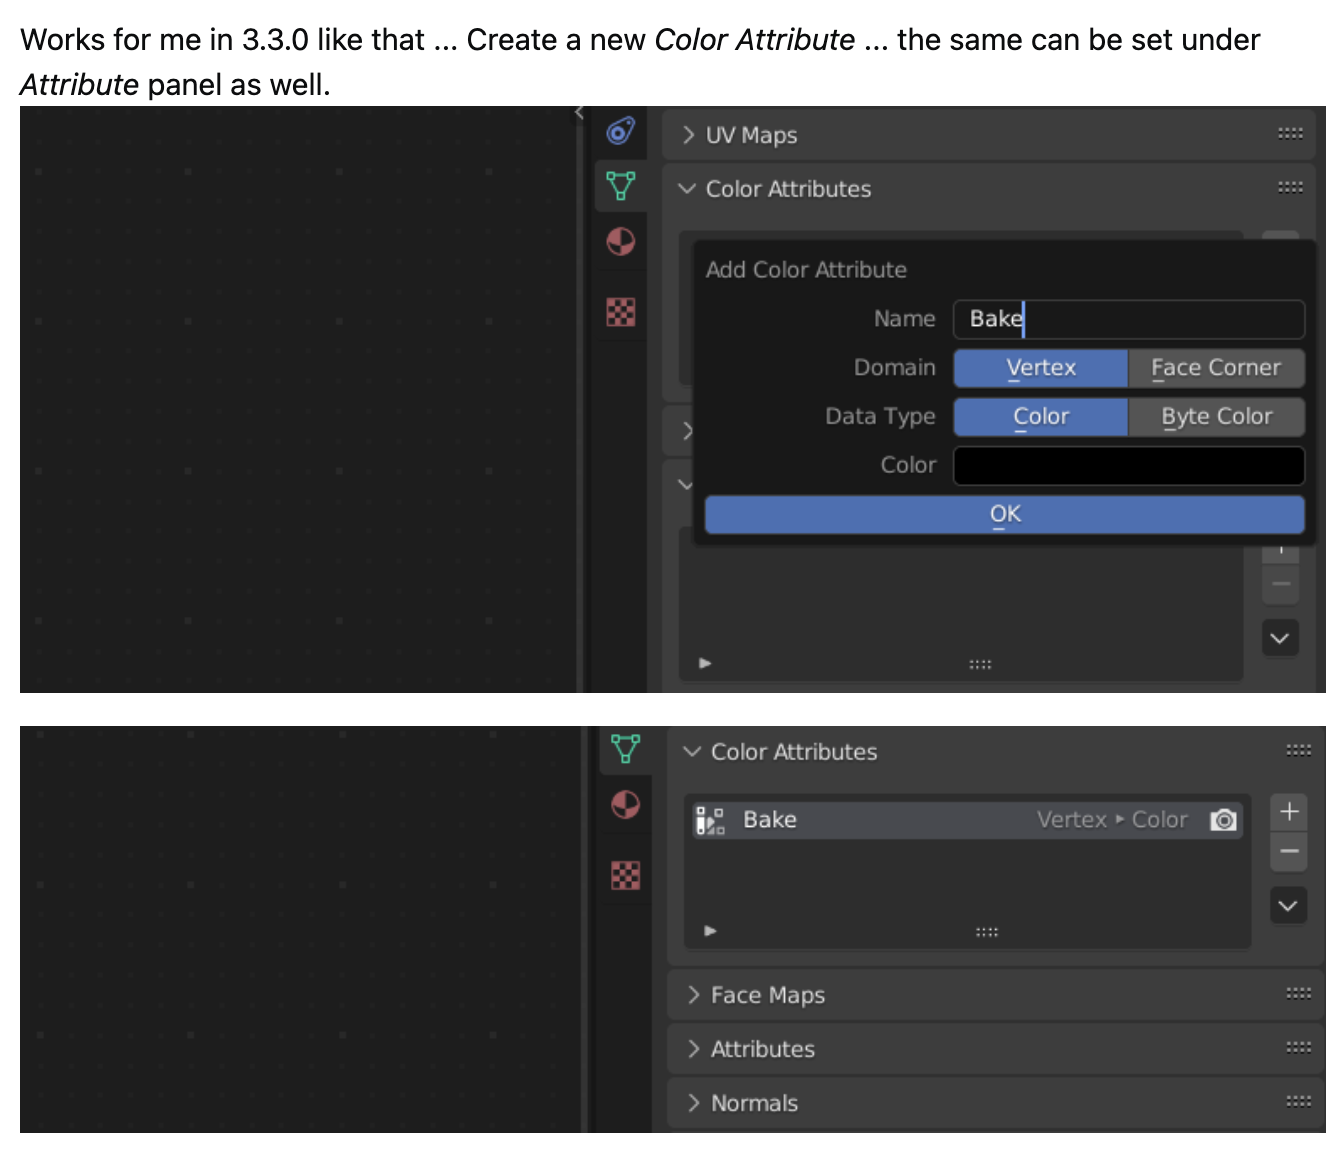 Works for me in 3.3.0 like that ... Create a new Color Attribute ... the same can be set under
Attribute panel as well.
UV Maps
Color Attributes
Add Color Attribute
Name Bake
Domain Vertex Face Corner
Data Type Color Byte Color
Color
OK
Color Attributes
Bake Vertex ▸ Color
Face Maps
Attributes
Normals